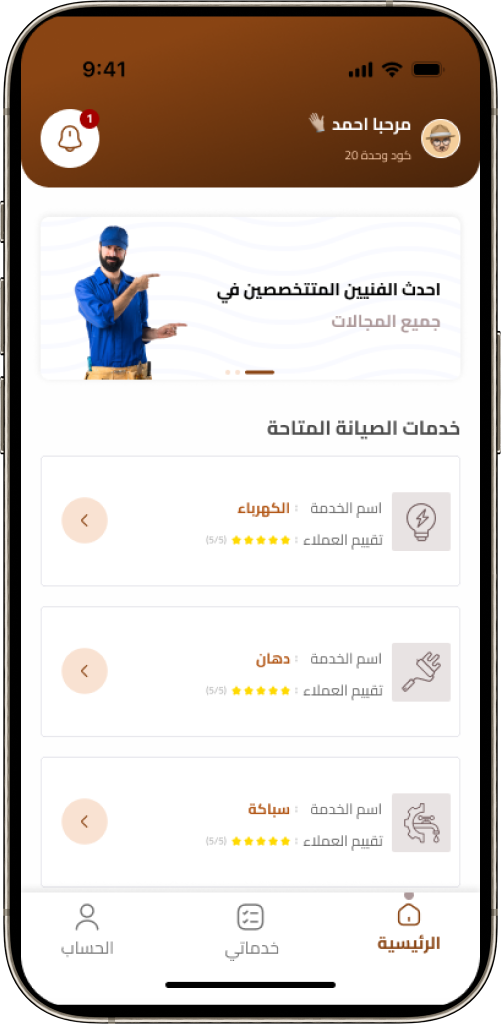 9:41
مرحبا احمد
كود وحدة 20
1
احدث الفنيين المتتخصصين في
جميع المجالات
خدمات الصيانة المتاحة
اسم الخدمة : الكهرباء
تقييم العملاء : (5/5)
اسم الخدمة : دهان
تقييم العملاء : (5/5)
اسم الخدمة : سباكة
تقييم العملاء : (5/5)
الرئيسية
خدماتي
الحساب